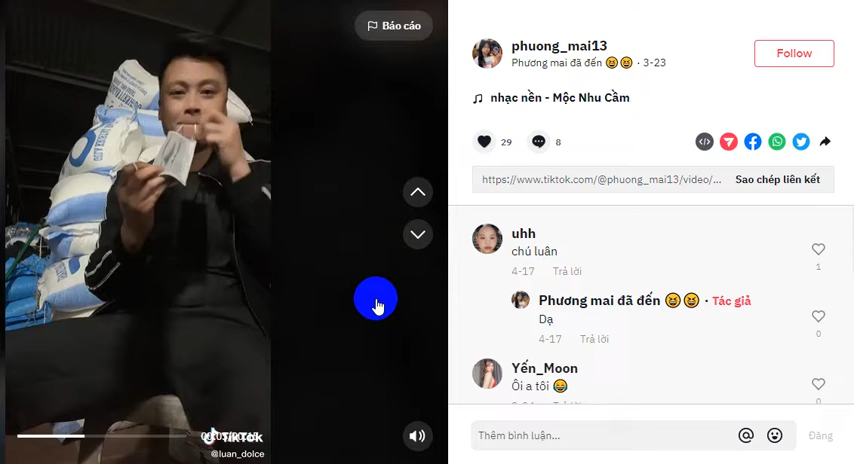 Báo cáo
TikTok
@luan_dolce
phuong_mai13
Phương mai đã đến 😆😆 · 3-23
Follow
♫ nhạc nền - Mộc Nhu Cầm
29
8
https://www.tiktok.com/@phuong_mai13/video/...
Sao chép liên kết
uhh
chú luân
4-17 Trả lời
1
Phương mai đã đến 😆😆 · Tác giả
Dạ
4-17 Trả lời
0
Yến_Moon
Ôi a tôi 😂
Thêm bình luận...
Đăng